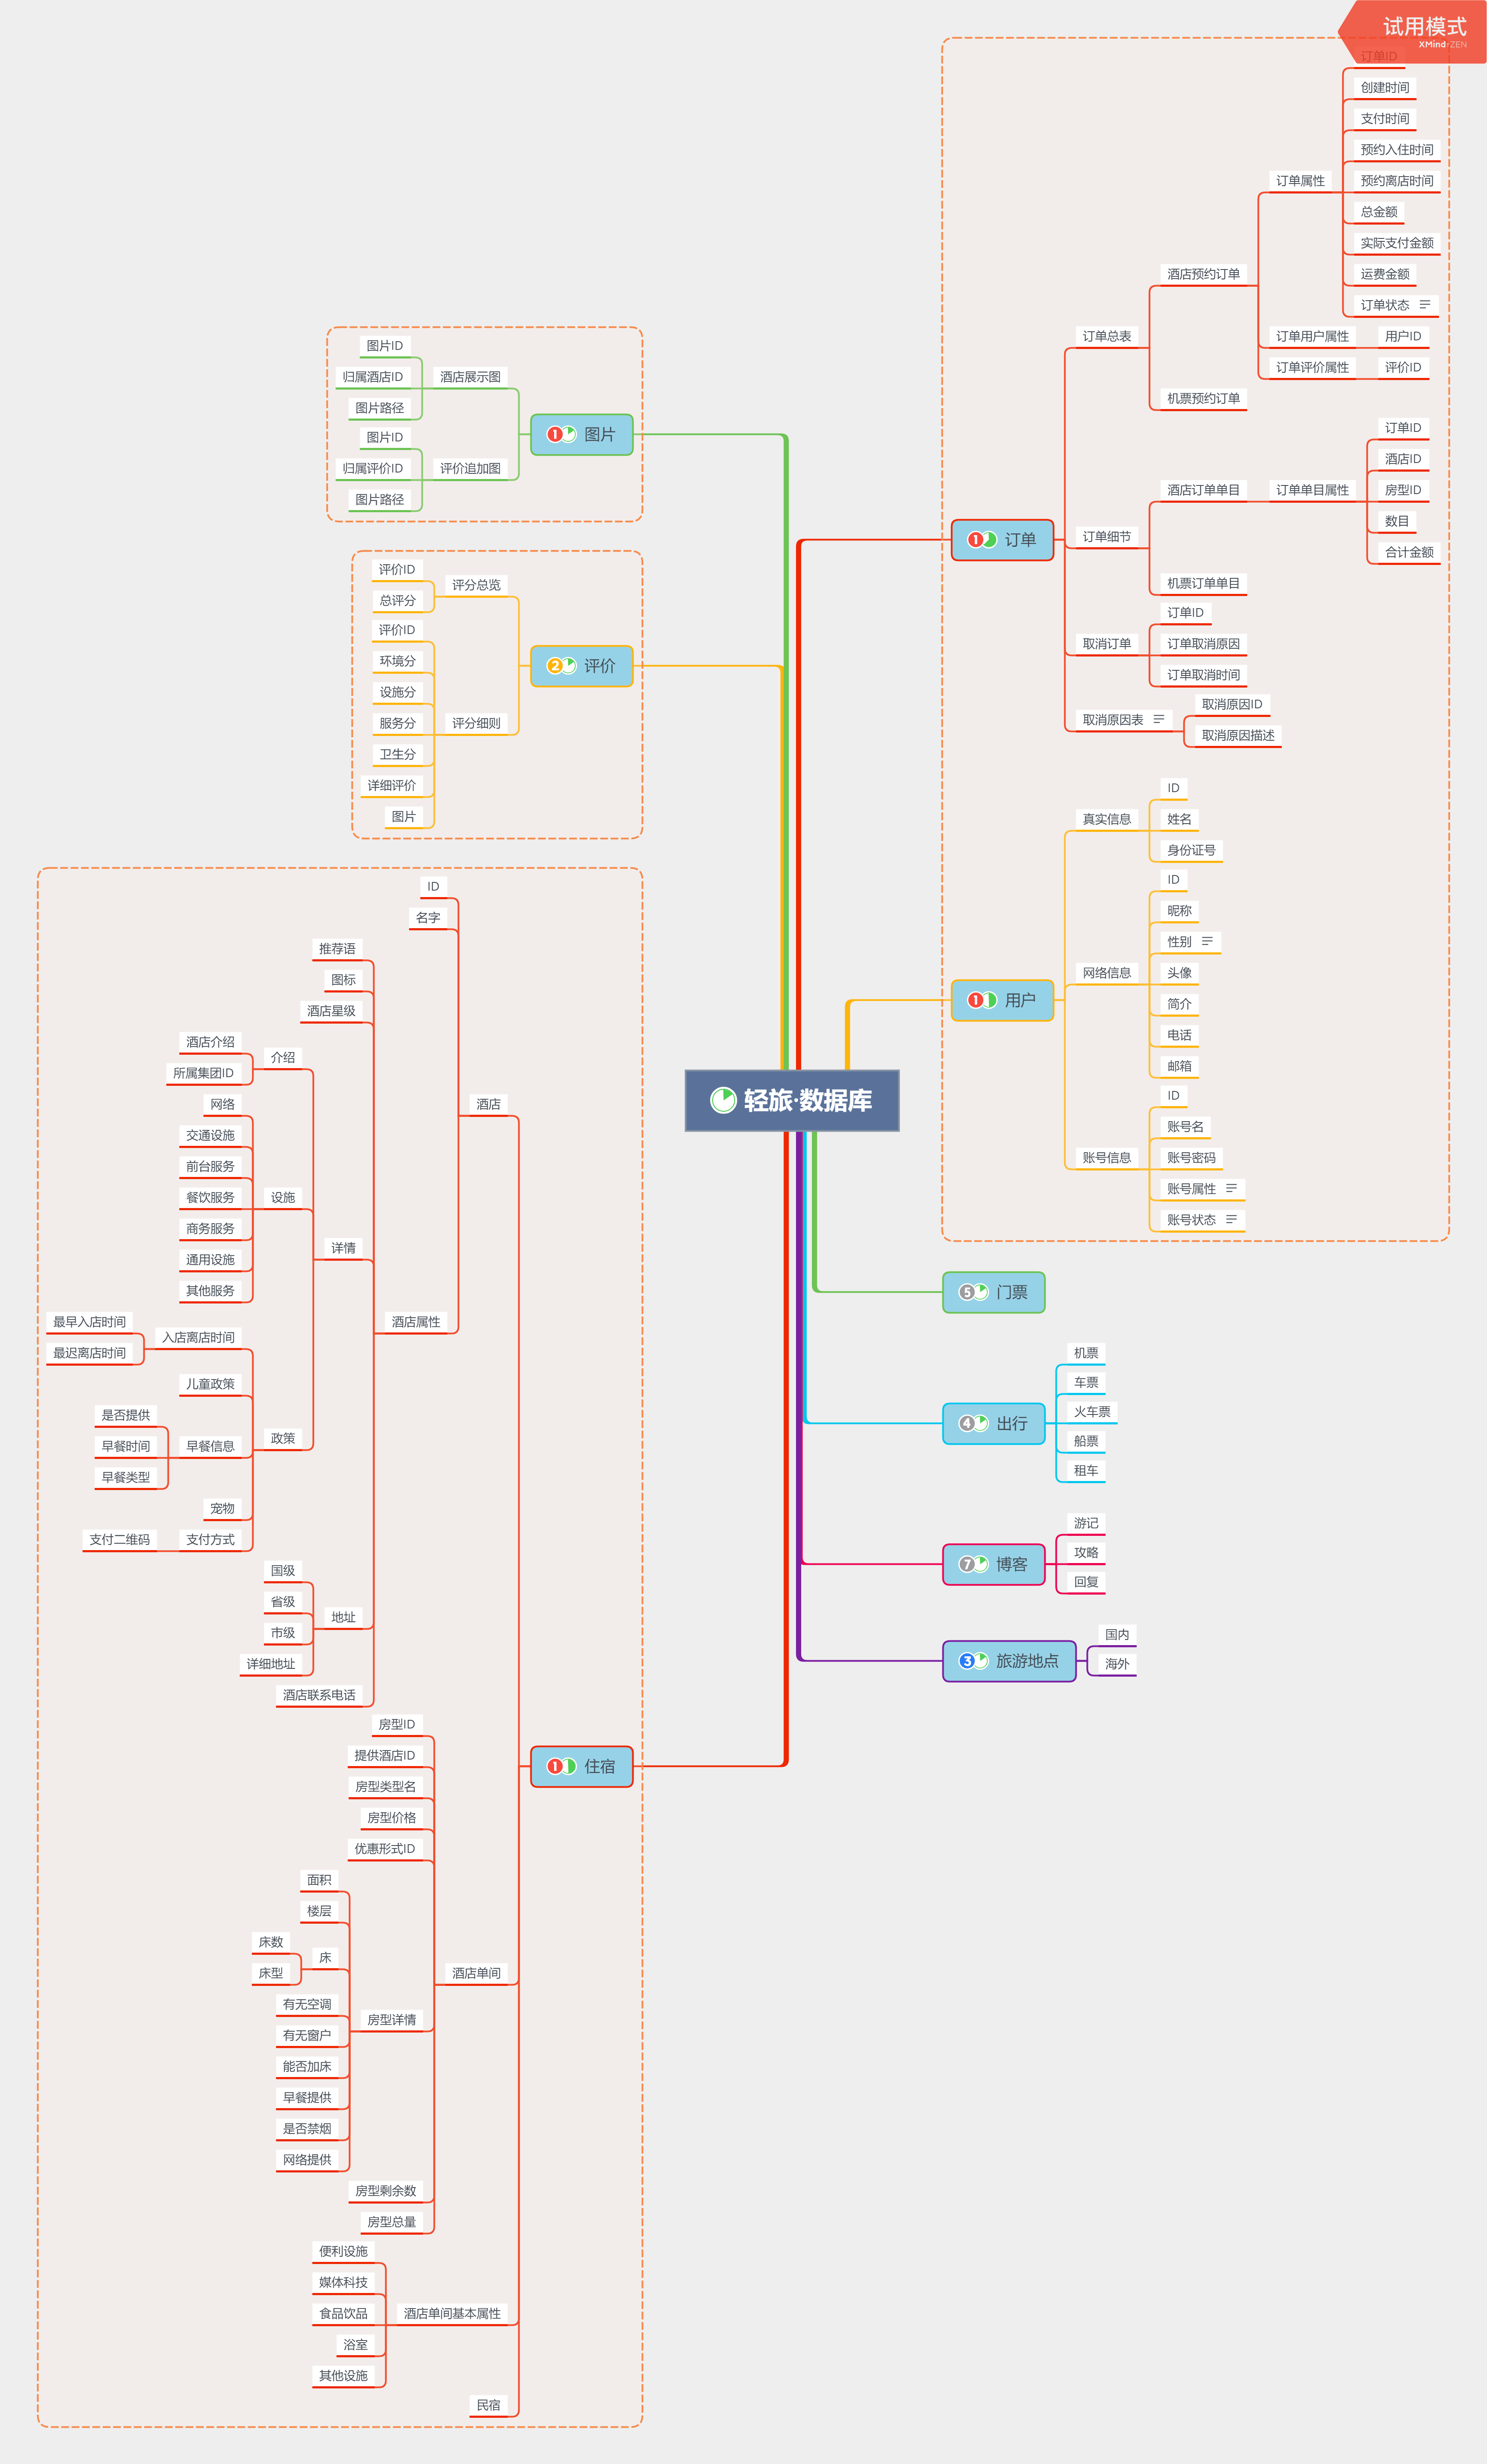 试用模式
XMind:ZEN
轻旅·数据库
1
订单
订单总表
酒店预约订单
订单属性
订单ID
创建时间
支付时间
预约入住时间
预约离店时间
总金额
实际支付金额
运费金额
订单状态
订单用户属性
用户ID
订单评价属性
评价ID
机票预约订单
订单细节
酒店订单单目
订单单目属性
订单ID
酒店ID
房型ID
数目
合计金额
机票订单单目
取消订单
订单ID
订单取消原因
订单取消时间
取消原因表
取消原因ID
取消原因描述
1
用户
真实信息
ID
姓名
身份证号
网络信息
ID
昵称
性别
头像
简介
电话
邮箱
账号信息
ID
账号名
账号密码
账号属性
账号状态
5
门票
4
出行
机票
车票
火车票
船票
租车
7
博客
游记
攻略
回复
3
旅游地点
国内
海外
1
图片
酒店展示图
图片ID
归属酒店ID
图片路径
评价追加图
图片ID
归属评价ID
图片路径
2
评价
评分总览
评价ID
总评分
评分细则
评价ID
环境分
设施分
服务分
卫生分
详细评价
图片
1
住宿
酒店
ID
名字
酒店属性
推荐语
图标
酒店星级
详情
介绍
酒店介绍
所属集团ID
设施
网络
交通设施
前台服务
餐饮服务
商务服务
通用设施
其他服务
政策
入店离店时间
最早入店时间
最迟离店时间
儿童政策
早餐信息
是否提供
早餐时间
早餐类型
宠物
支付方式
支付二维码
地址
国级
省级
市级
详细地址
酒店联系电话
酒店单间
房型ID
提供酒店ID
房型类型名
房型价格
优惠形式ID
房型详情
面积
楼层
床
床数
床型
有无空调
有无窗户
能否加床
早餐提供
是否禁烟
网络提供
房型剩余数
房型总量
酒店单间基本属性
便利设施
媒体科技
食品饮品
浴室
其他设施
民宿